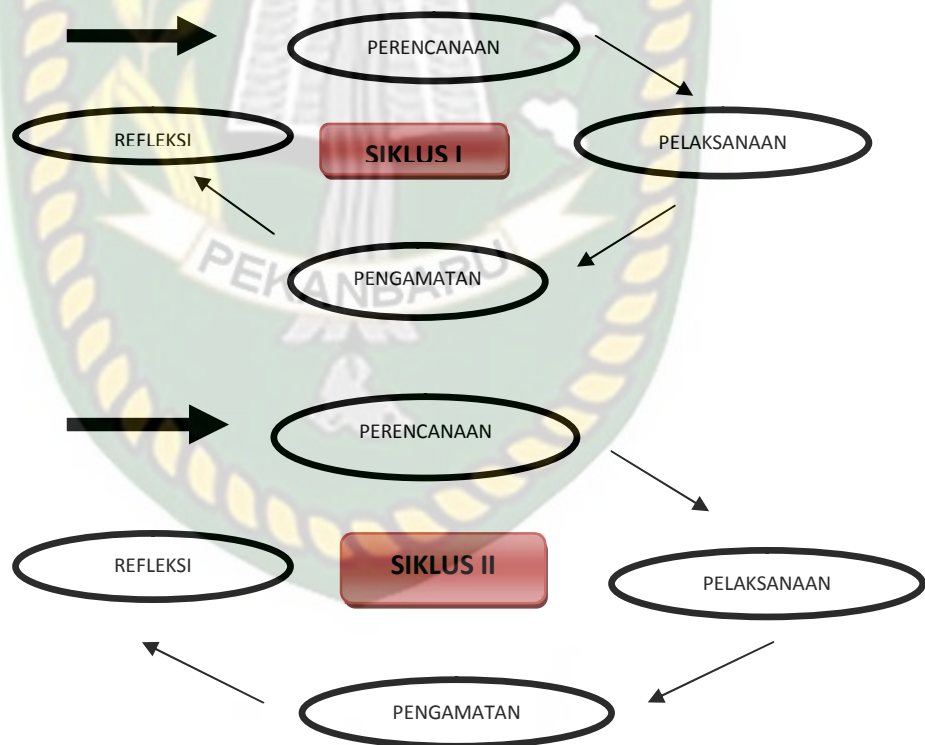 PERENCANAAN
REFLEKSI
SIKLUS I
PELAKSANAAN
PENGAMATAN
PEKANBARU
PERENCANAAN
REFLEKSI
SIKLUS II
PELAKSANAAN
PENGAMATAN